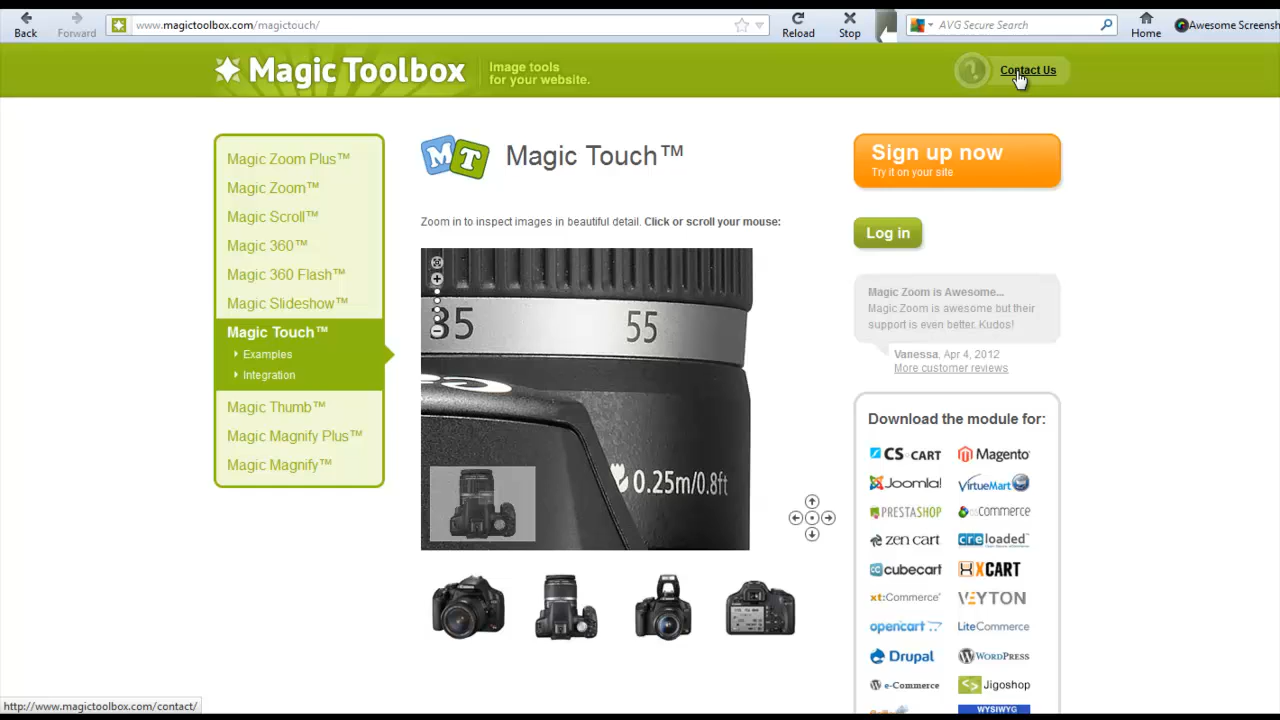 Back
Forward
www.magictoolbox.com/magictouch/
Reload
Stop
AVG Secure Search
Home
Awesome Screensh
Magic Toolbox
Image tools
for your website.
?
Contact Us
Magic Zoom Plus™
Magic Zoom™
Magic Scroll™
Magic 360™
Magic 360 Flash™
Magic Slideshow™
Magic Touch™
Examples
Integration
Magic Thumb™
Magic Magnify Plus™
Magic Magnify™
MT
Magic Touch™
Zoom in to inspect images in beautiful detail. Click or scroll your mouse:
35
55
0.25m/0.8ft
Sign up now
Try it on your site
Log in
Magic Zoom is Awesome...
Magic Zoom is awesome but their
support is even better. Kudos!
Vanessa, Apr 4, 2012
More customer reviews
Download the module for:
CS CART
Magento
Joomla!
VirtueMart
PRESTASHOP
osCommerce
zen cart
creloaded
cubecart
XCART
xt:Commerce
VEYTON
opencart
LiteCommerce
Drupal
WORDPRESS
e-Commerce
Jigoshop
WYSIWYG
http://www.magictoolbox.com/contact/